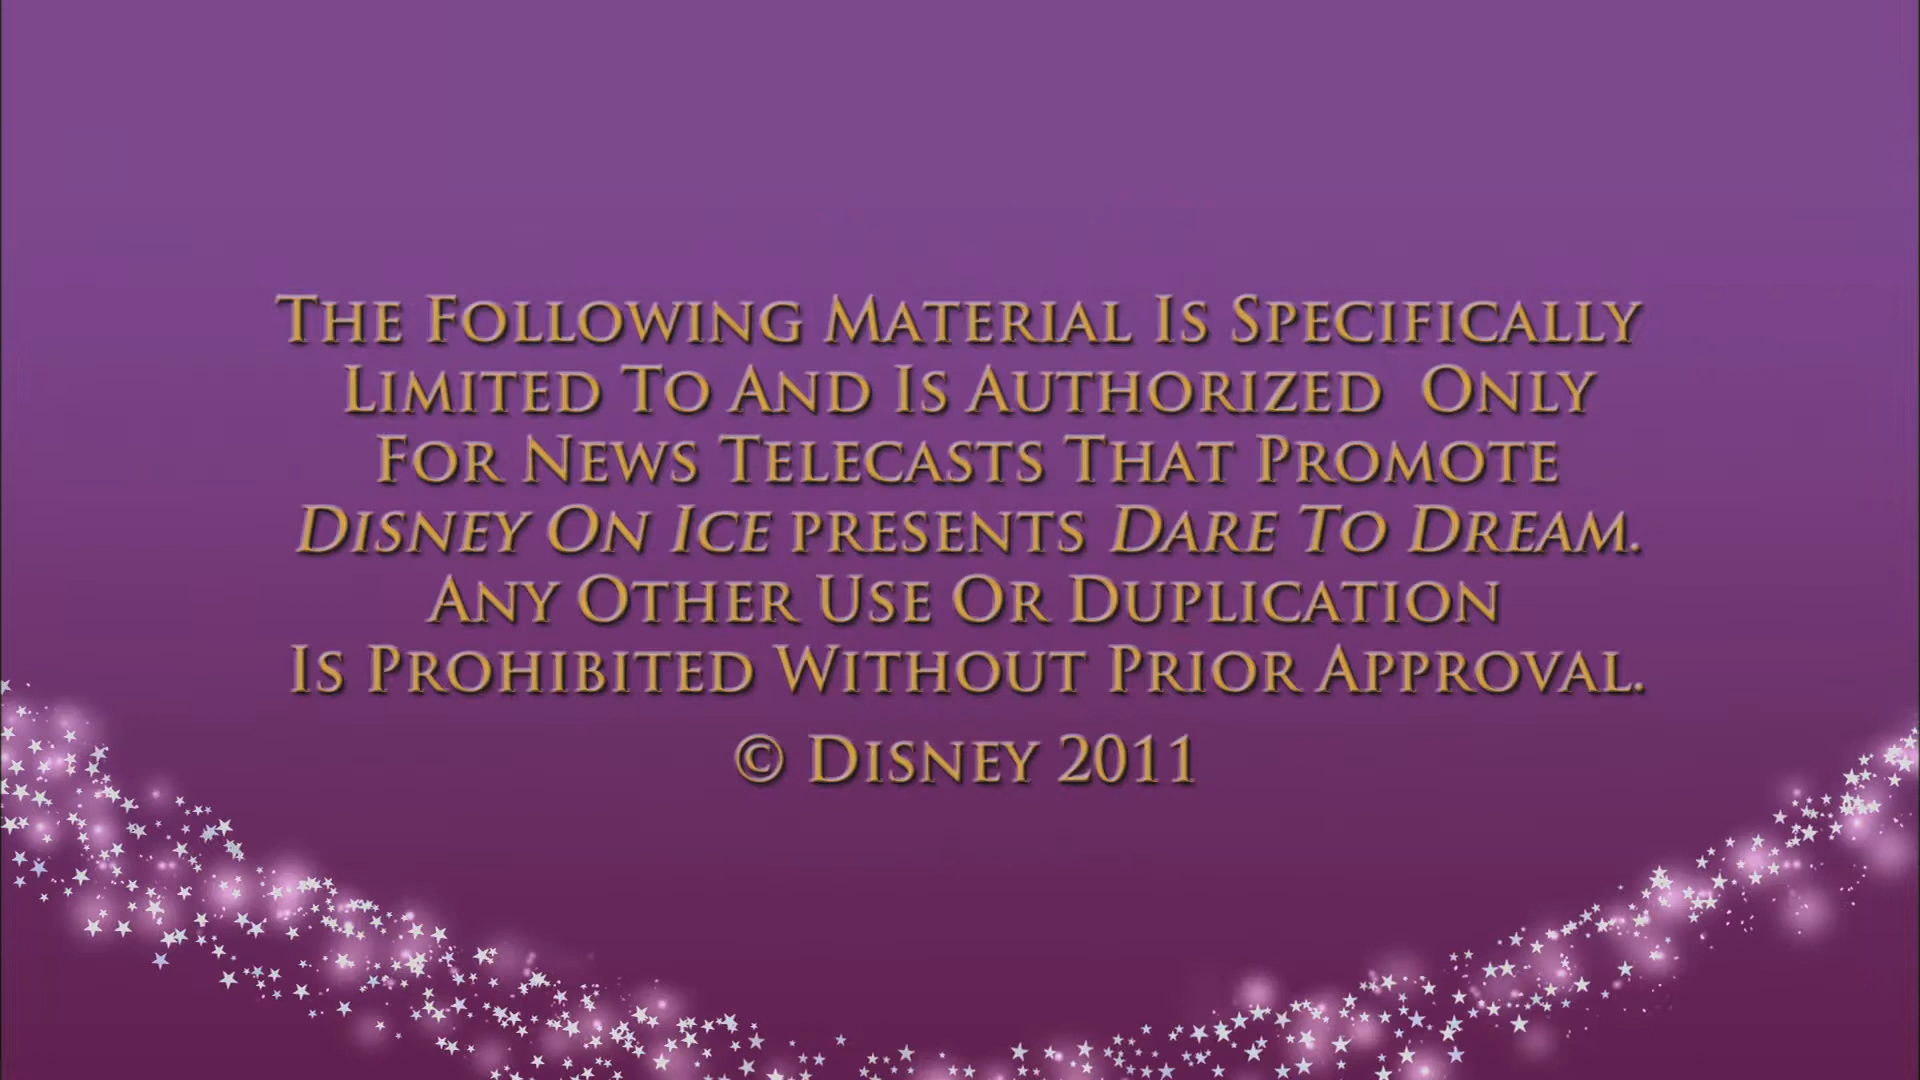 The Following Material Is Specifically
Limited To And Is Authorized Only
For News Telecasts That Promote
Disney On Ice presents Dare To Dream.
Any Other Use Or Duplication
Is Prohibited Without Prior Approval.
© Disney 2011